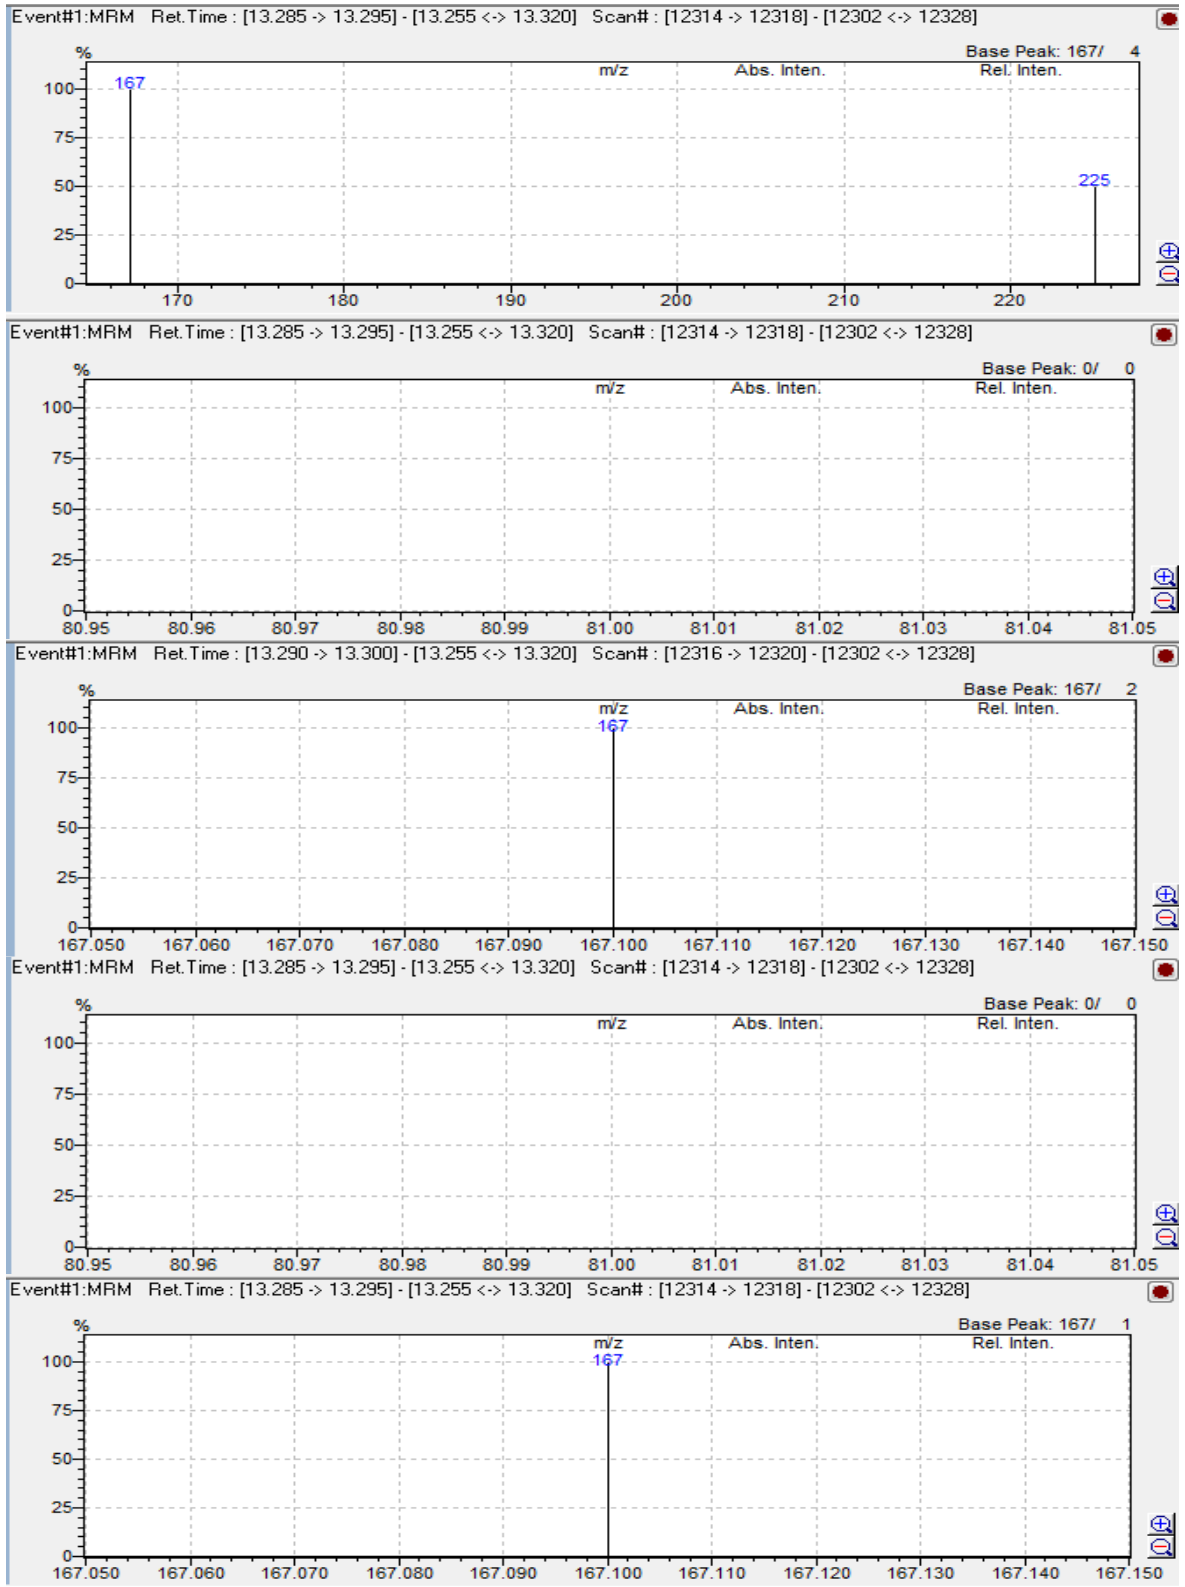 Event#1:MRM Ret.Time : [13.285 -> 13.295] - [13.255 <-> 13.320] Scan# : [12314 -> 12318] - [12302 <-> 12328]
% Base Peak: 167/ 4
m/z Abs. Inten. Rel. Inten.
167
100
75
50
225
25
0
170 180 190 200 210 220
Event#1:MRM Ret.Time : [13.285 -> 13.295] - [13.255 <-> 13.320] Scan# : [12314 -> 12318] - [12302 <-> 12328]
% Base Peak: 0/ 0
m/z Abs. Inten. Rel. Inten.
100
75
50
25
0
80.95 80.96 80.97 80.98 80.99 81.00 81.01 81.02 81.03 81.04 81.05
Event#1:MRM Ret.Time : [13.290 -> 13.300] - [13.255 <-> 13.320] Scan# : [12316 -> 12320] - [12302 <-> 12328]
% Base Peak: 167/ 2
m/z Abs. Inten. Rel. Inten.
100 167
75
50
25
0
167.050 167.060 167.070 167.080 167.090 167.100 167.110 167.120 167.130 167.140 167.150
Event#1:MRM Ret.Time : [13.285 -> 13.295] - [13.255 <-> 13.320] Scan# : [12314 -> 12318] - [12302 <-> 12328]
% Base Peak: 0/ 0
m/z Abs. Inten. Rel. Inten.
100
75
50
25
0
80.95 80.96 80.97 80.98 80.99 81.00 81.01 81.02 81.03 81.04 81.05
Event#1:MRM Ret.Time : [13.285 -> 13.295] - [13.255 <-> 13.320] Scan# : [12314 -> 12318] - [12302 <-> 12328]
% Base Peak: 167/ 1
m/z Abs. Inten. Rel. Inten.
100 167
75
50
25
0
167.050 167.060 167.070 167.080 167.090 167.100 167.110 167.120 167.130 167.140 167.150